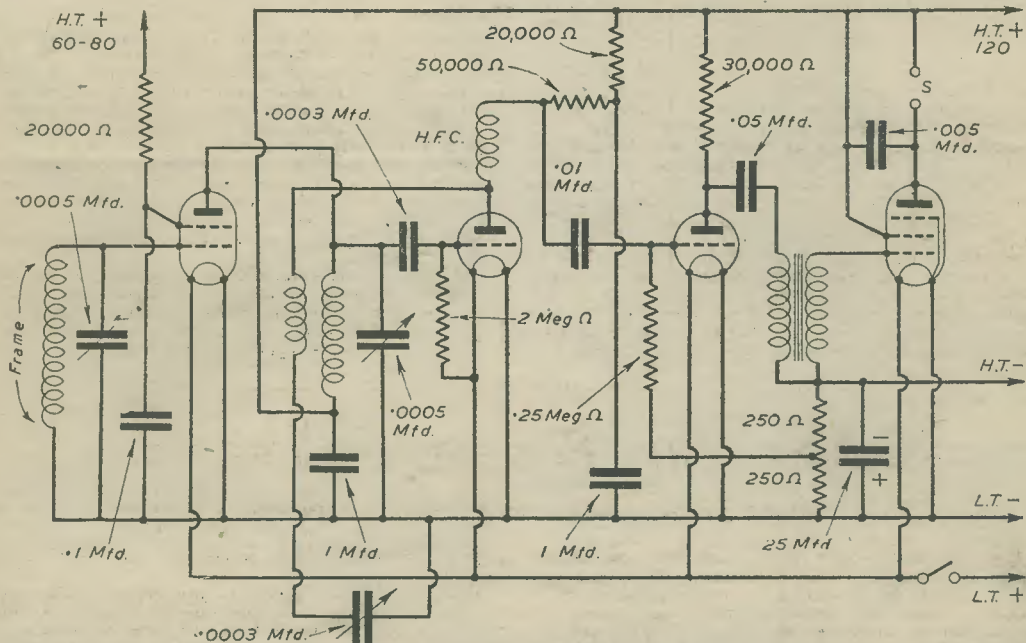 H.T. +
60-80
20000 Ω
.0005 Mfd.
Frame
.1 Mfd.
.0003 Mfd.
H.F.C.
50,000 Ω
20,000 Ω
30,000 Ω
.05 Mfd.
.01
Mfd.
H.T. +
120
S
.005
Mfd.
2 Meg Ω
.0005
Mfd.
.25 Meg Ω
1 Mfd.
.0003 Mfd.
1 Mfd.
250 Ω
250 Ω
−
+
25 Mfd
H.T.-
L.T. -
L.T. +